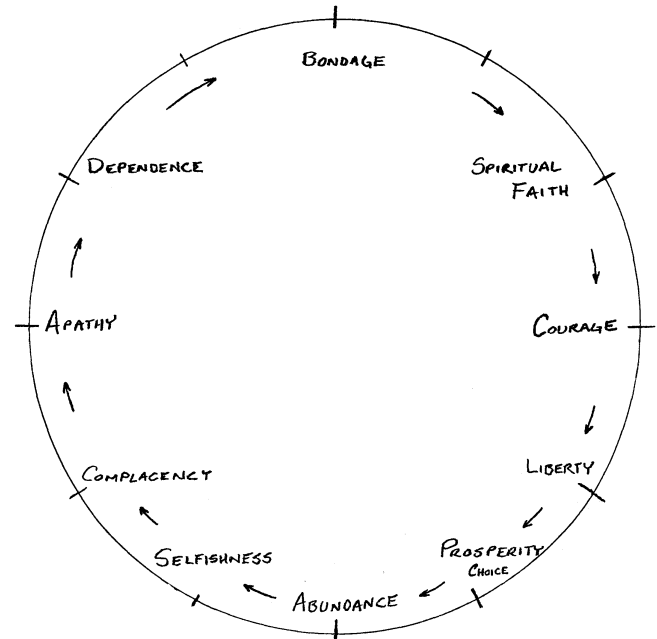 BONDAGE
SPIRITUAL
FAITH
COURAGE
LIBERTY
PROSPERITY
CHOICE
ABUNDANCE
SELFISHNESS
COMPLACENCY
APATHY
DEPENDENCE